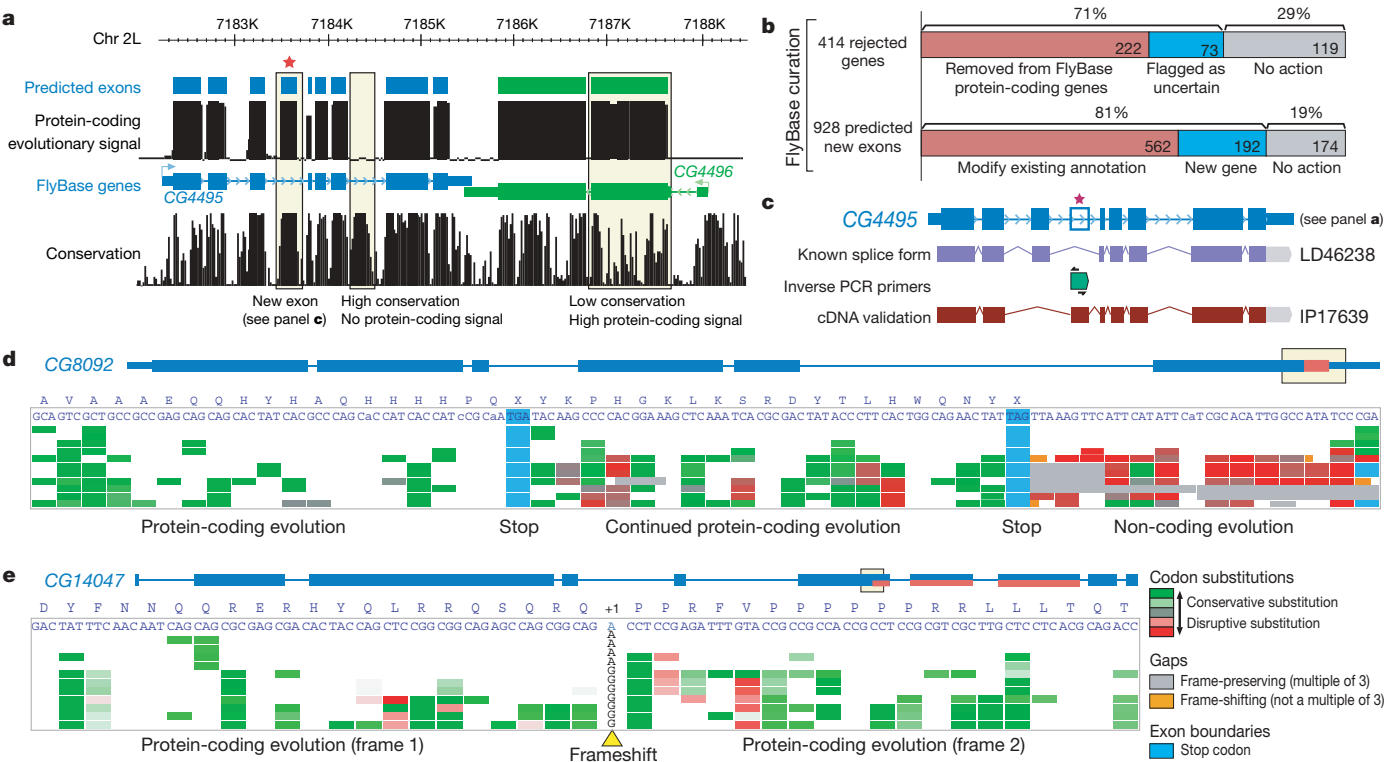 a
7183K 7184K 7185K 7186K 7187K 7188K
Chr 2L
Predicted exons
Protein-coding
evolutionary signal
FlyBase genes
CG4495
CG4496
Conservation
New exon
(see panel c)
High conservation
No protein-coding signal
Low conservation
High protein-coding signal
b
FlyBase curation
71% 29%
414 rejected
genes
222 73 119
Removed from FlyBase
protein-coding genes
Flagged as
uncertain
No action
81% 19%
928 predicted
new exons
562 192 174
Modify existing annotation New gene No action
c
CG4495 (see panel a)
Known splice form LD46238
Inverse PCR primers
cDNA validation IP17639
d
CG8092
A V A A A E Q Q H Y H A Q H H H P Q X Y K P H G K L K S R D Y T L H W Q N Y X
GCAGTCGCTGCCGCCGAGCAGCAGCACTATCACGCCCAGCaCCATCACCATCCGCaATGATACAAGCCCCACGGAAAGCTCAAATCACGCGACTATACCCTTCACTGGCAGAACTATTAGTTAAAGTTCATTCATATTCaTCGCACATTGGCCATATCCCGA
Protein-coding evolution Stop Continued protein-coding evolution Stop Non-coding evolution
e
CG14047
D Y F N N Q Q R E R H Y Q L R R Q S Q R Q +1 P P R F V P P P P P R R L L L T Q T
GACTATTTCAACAATCAGCAGCGCGAGCGACACTACCAGCTCCGGCGGCAGAGCCAGCGGCAG A CCTCCGAGATTTGTACCGCCGCCACCGCCTCCGCGTCGCTTGCTCCTCACGCAGACC
A
A
A
A
A
G
G
G
G
G
G
Protein-coding evolution (frame 1)
Frameshift
Protein-coding evolution (frame 2)
Codon substitutions
Conservative substitution
Disruptive substitution
Gaps
Frame-preserving (multiple of 3)
Frame-shifting (not a multiple of 3)
Exon boundaries
Stop codon